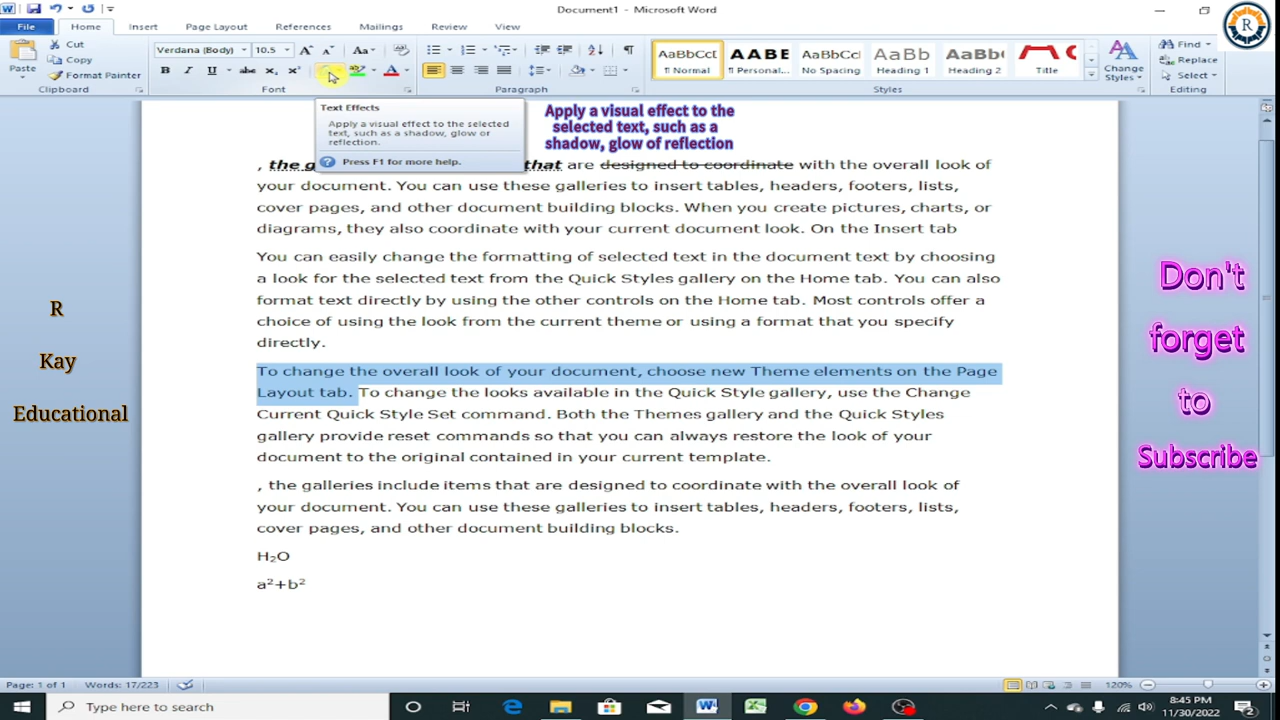 Document1 - Microsoft Word
File Home Insert Page Layout References Mailings Review View
Cut
Copy
Format Painter
Paste
Clipboard
Verdana (Body) 10.5
Font
Paragraph
AaBbCcI AaBbC AaBbCcI AaBb AaBbC
¶ Normal ¶ Personal... No Spacing Heading 1 Heading 2 Title
Change
Styles
Styles
Find
Replace
Select
Editing
R
Text Effects
Apply a visual effect to the selected
text, such as a shadow, glow or
reflection.
Press F1 for more help.
Apply a visual effect to the
selected text, such as a
shadow, glow of reflection
, the g
that are designed to coordinate with the overall look of
your document. You can use these galleries to insert tables, headers, footers, lists,
cover pages, and other document building blocks. When you create pictures, charts, or
diagrams, they also coordinate with your current document look. On the Insert tab
You can easily change the formatting of selected text in the document text by choosing
a look for the selected text from the Quick Styles gallery on the Home tab. You can also
format text directly by using the other controls on the Home tab. Most controls offer a
choice of using the look from the current theme or using a format that you specify
directly.
To change the overall look of your document, choose new Theme elements on the Page
Layout tab. To change the looks available in the Quick Style gallery, use the Change
Current Quick Style Set command. Both the Themes gallery and the Quick Styles
gallery provide reset commands so that you can always restore the look of your
document to the original contained in your current template.
, the galleries include items that are designed to coordinate with the overall look of
your document. You can use these galleries to insert tables, headers, footers, lists,
cover pages, and other document building blocks.
H₂O
a²+b²
R
Kay
Educational
Don't
forget
to
Subscribe
Page: 1 of 1 Words: 17/223
120%
Type here to search
8:45 PM
11/30/2022
2